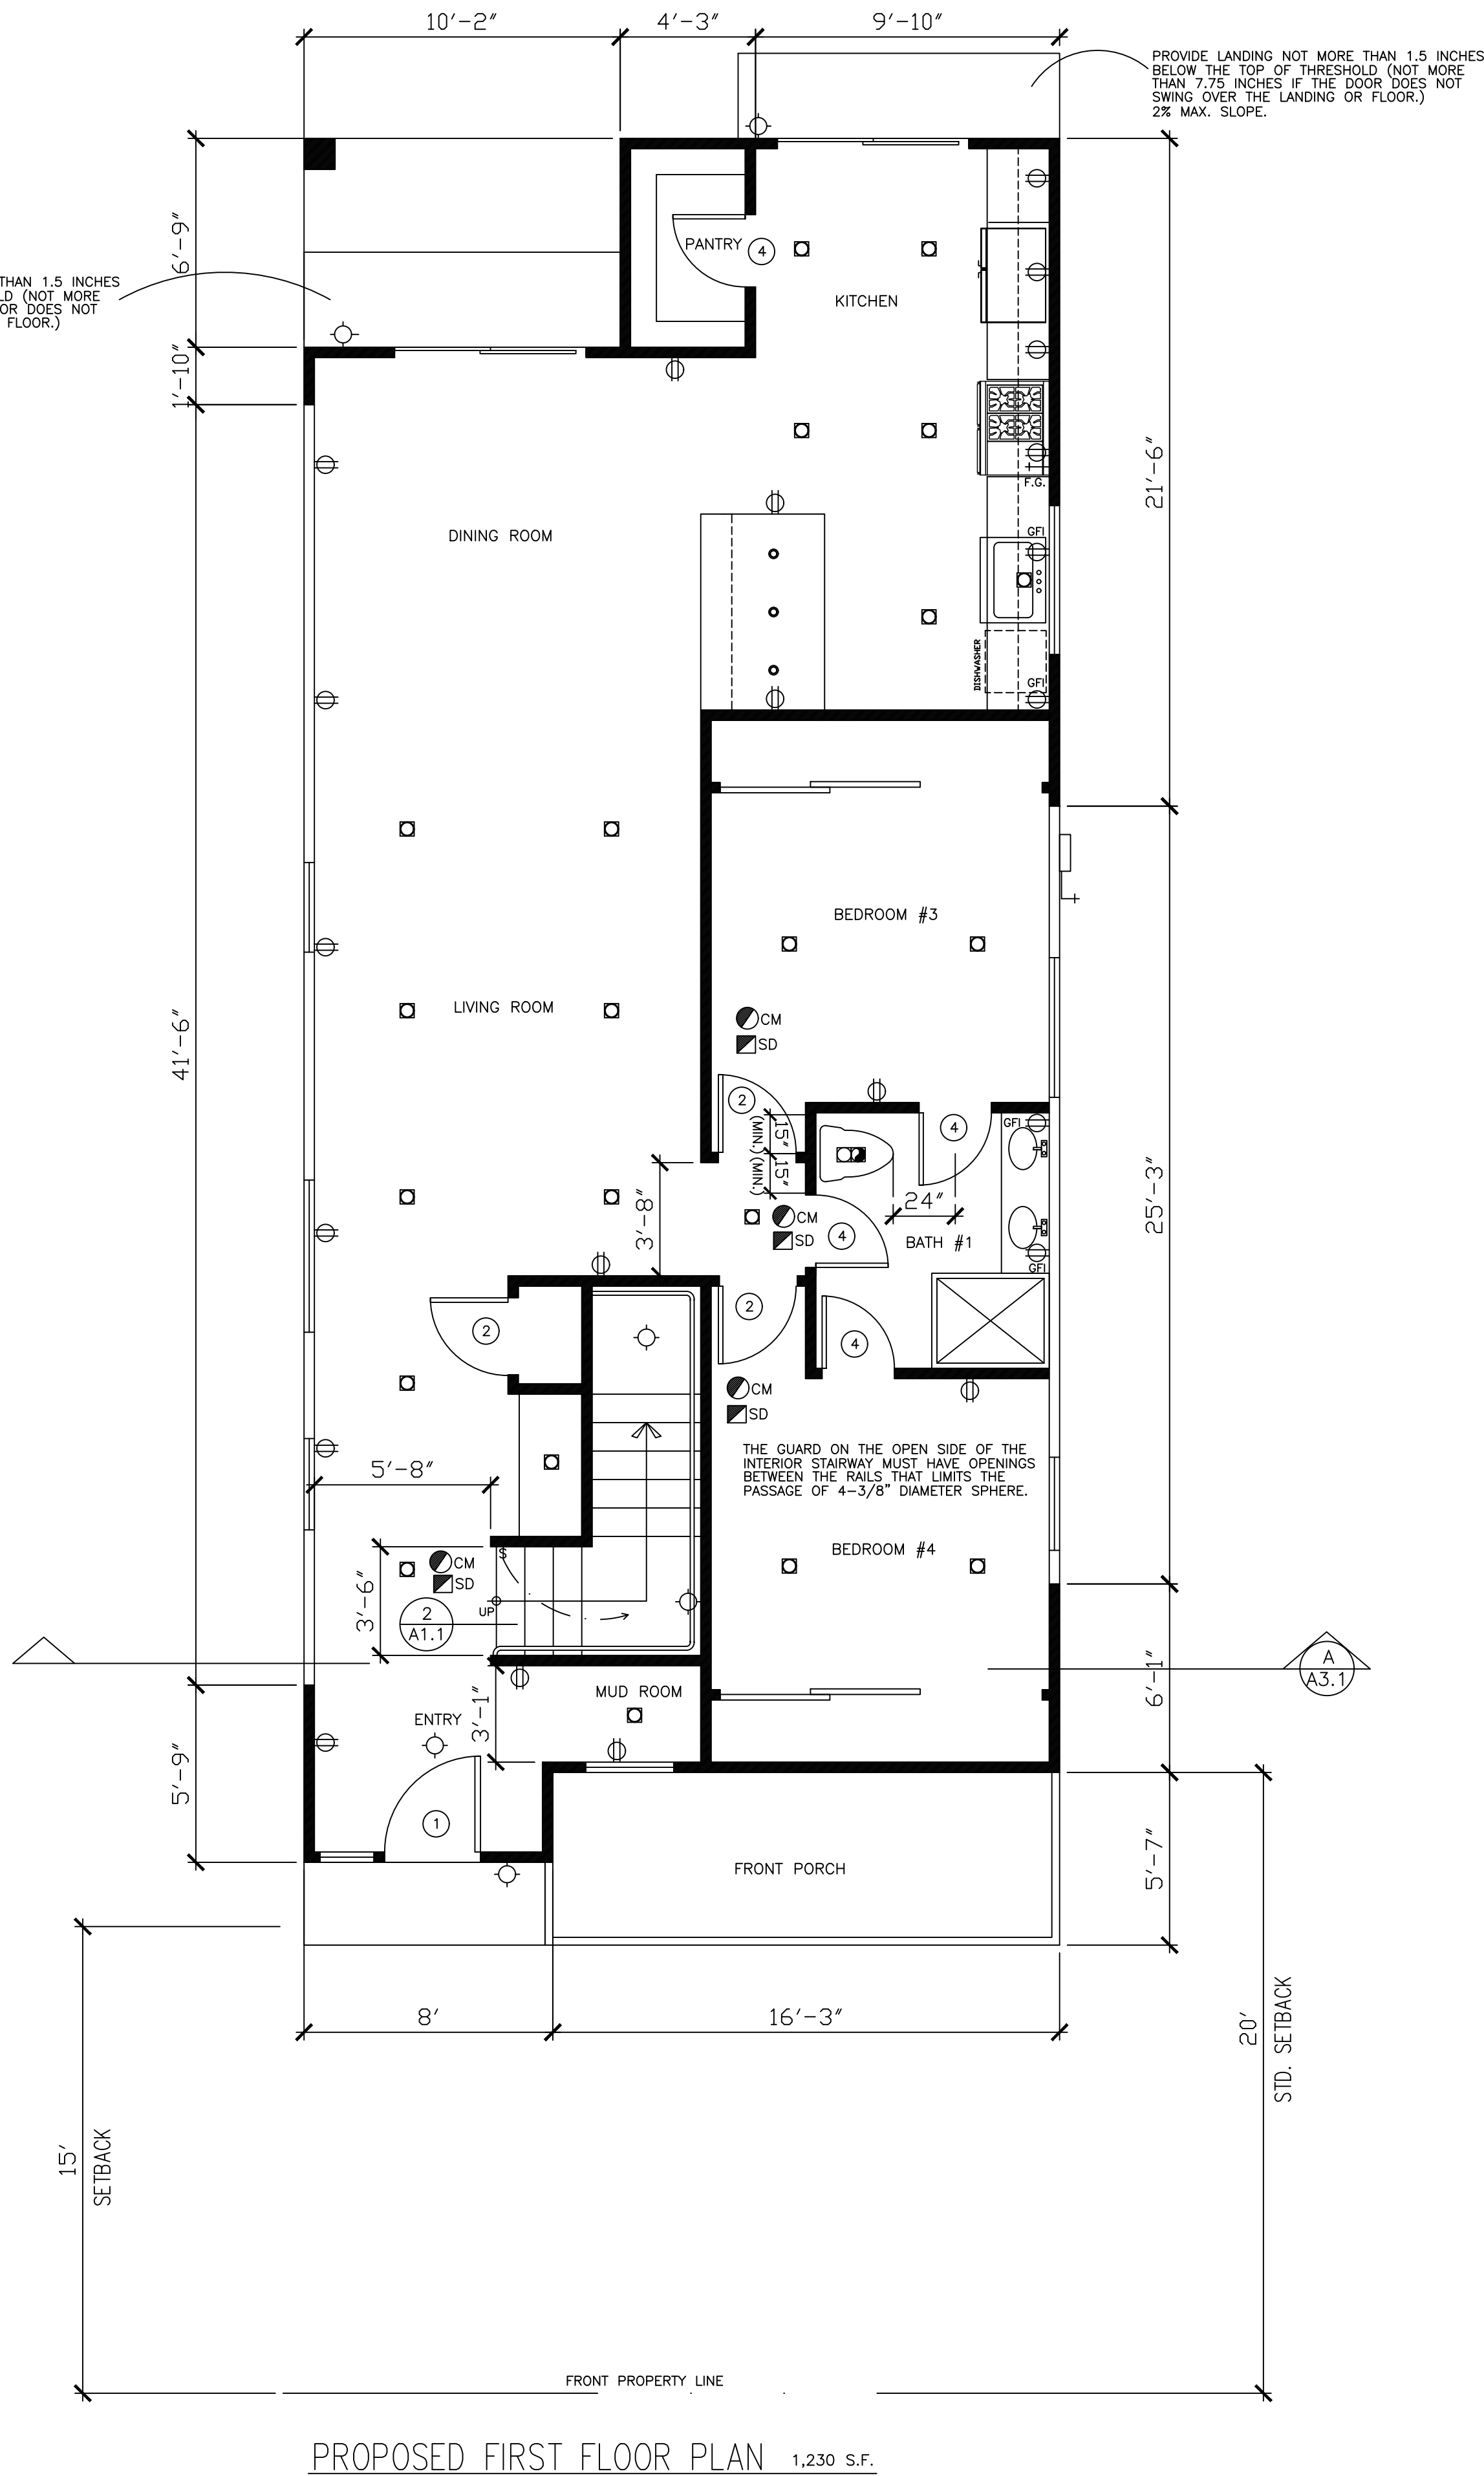 10'-2"
4'-3"
9'-10"
PROVIDE LANDING NOT MORE THAN 1.5 INCHES
BELOW THE TOP OF THRESHOLD (NOT MORE
THAN 7.75 INCHES IF THE DOOR DOES NOT
SWING OVER THE LANDING OR FLOOR.)
2% MAX. SLOPE.
6'-9"
THAN 1.5 INCHES
(NOT MORE
DOES NOT
FLOOR.)
1'-10"
PANTRY
4
KITCHEN
21'-6"
F.G.
GFI
DINING ROOM
DISHWASHER
GFI
BEDROOM #3
LIVING ROOM
CM
SD
41'-6"
2
15"
(MIN.)
15"
(MIN.)
4
GFI
25'-3"
3'-8"
24"
CM
SD
4
BATH #1
GFI
2
2
4
CM
SD
THE GUARD ON THE OPEN SIDE OF THE
INTERIOR STAIRWAY MUST HAVE OPENINGS
BETWEEN THE RAILS THAT LIMITS THE
PASSAGE OF 4-3/8" DIAMETER SPHERE.
5'-8"
BEDROOM #4
$
CM
SD
3'-6"
UP
2
A1.1
A
A3.1
6'-1"
MUD ROOM
3'-1"
ENTRY
5'-9"
1
FRONT PORCH
5'-7"
8'
16'-3"
20'
STD. SETBACK
15'
SETBACK
FRONT PROPERTY LINE
PROPOSED FIRST FLOOR PLAN 1,230 S.F.